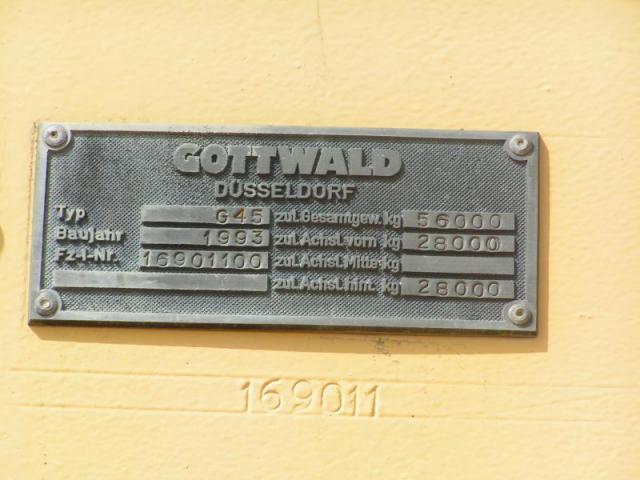 GOTTWALD
DÜSSELDORF
Typ G45 zul. Gesamtgew. kg 56000
Baujahr 1993 zul. Achsl. vorn kg 28000
Fz-I-Nr. 16901100 zul. Achsl. Mitte kg
zul. Achsl. hint. kg 28000
169011